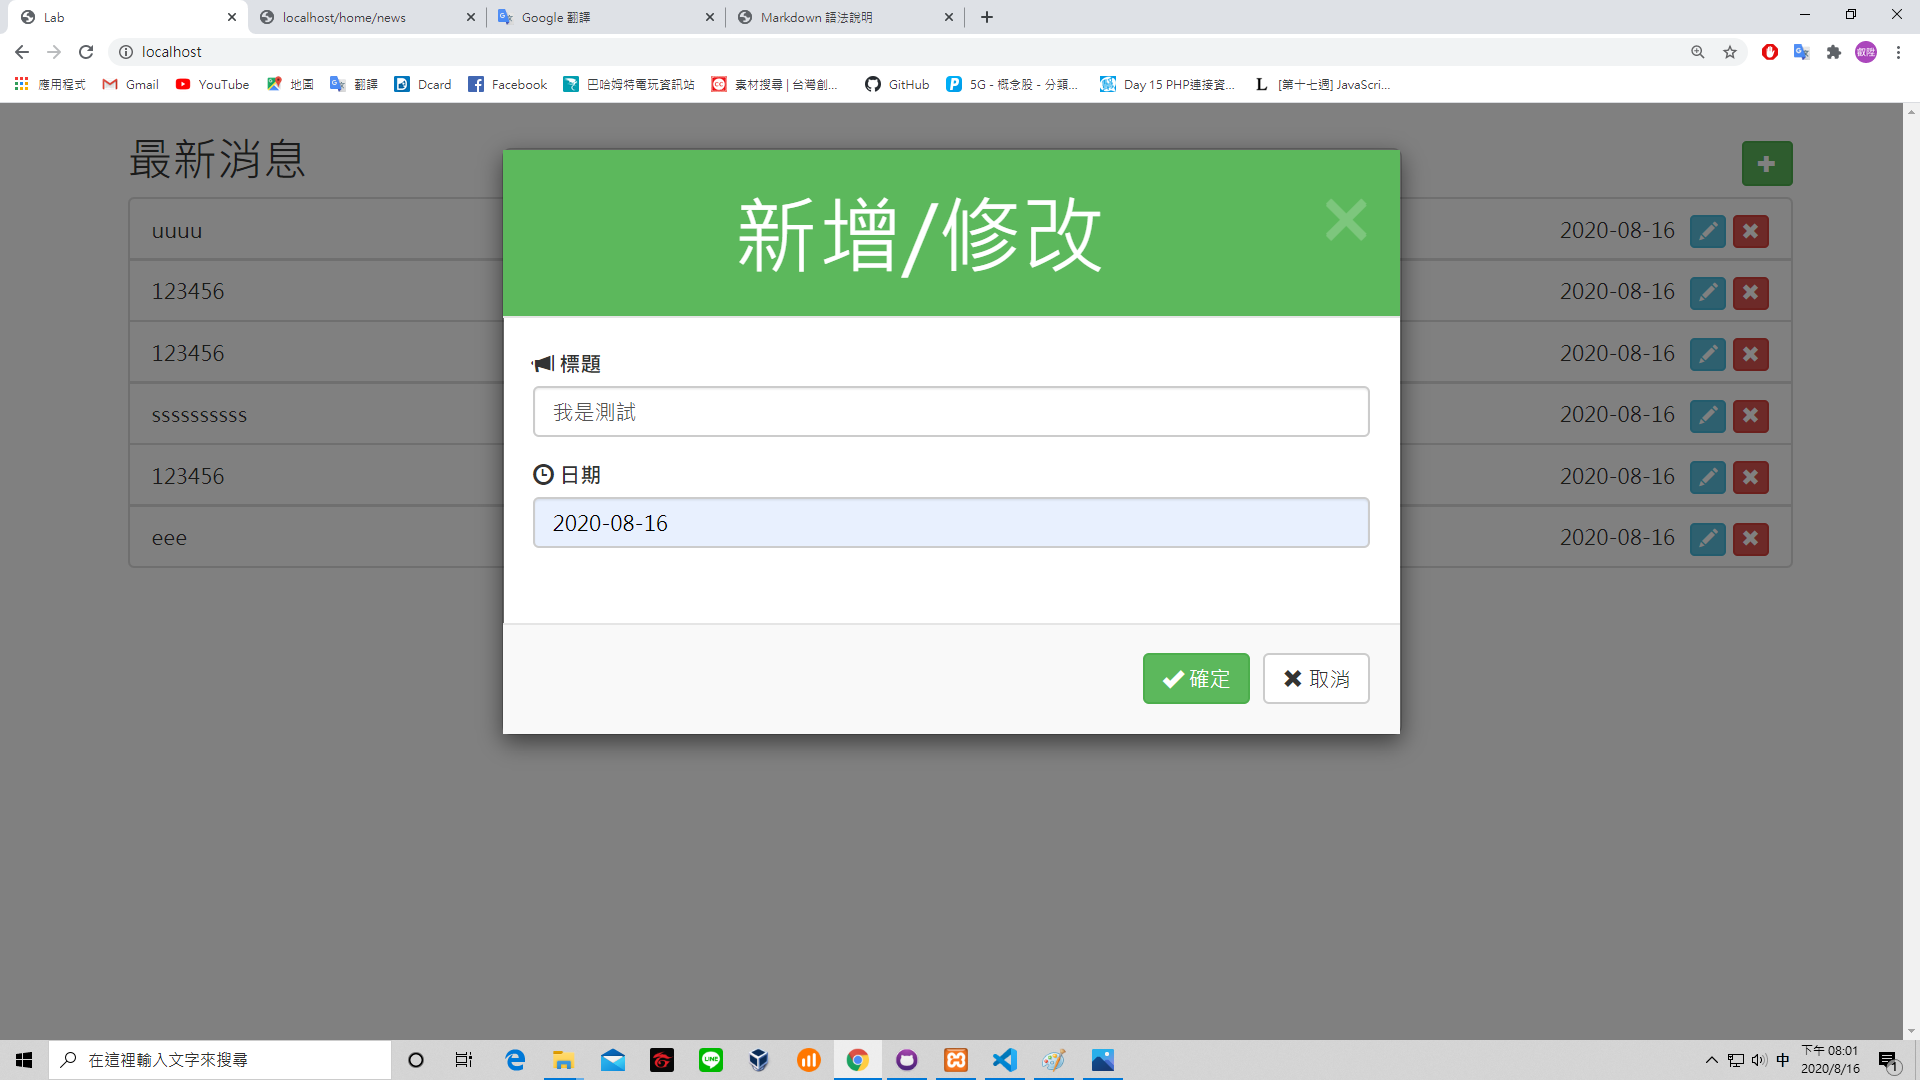 Lab
localhost/home/news
Google 翻譯
Markdown 語法說明
localhost
叡陞
應用程式
Gmail
YouTube
地圖
翻譯
Dcard
Facebook
巴哈姆特電玩資訊站
素材搜尋 | 台灣創...
GitHub
5G - 概念股 - 分類...
Day 15 PHP連接資...
[第十七週] JavaScri...
最新消息
uuuu
2020-08-16
123456
2020-08-16
123456
2020-08-16
ssssssssss
2020-08-16
123456
2020-08-16
eee
2020-08-16
新增/修改
標題
我是測試
日期
2020-08-16
確定
取消
在這裡輸入文字來搜尋
LINE
中
下午 08:01
2020/8/16
1